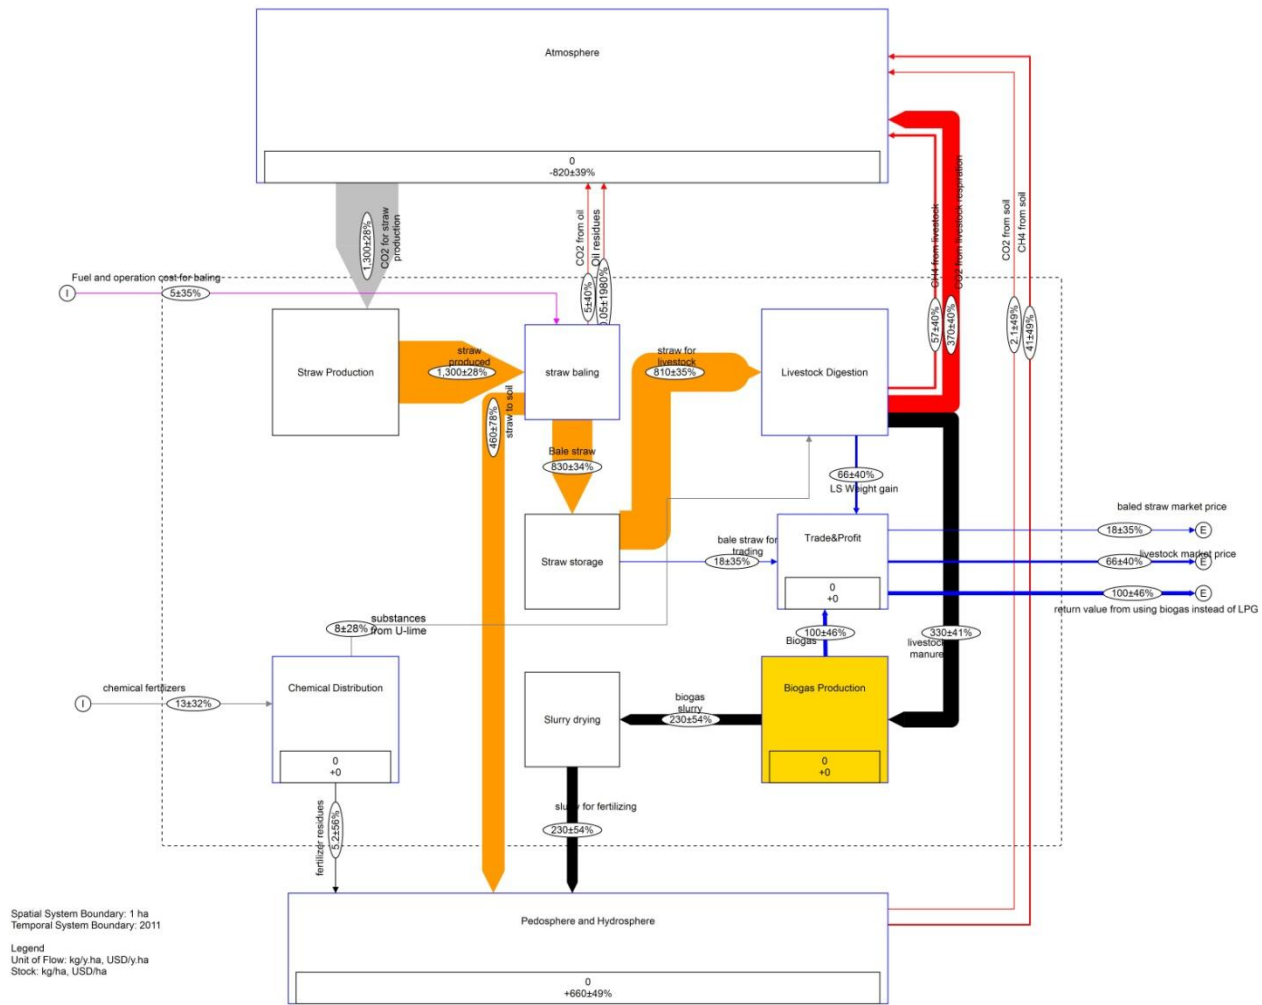 Atmosphere
0
-820±39%
CO2 for straw
production
1,300±28%
CO2 from oil
5±40%
Oil residues
0.05±1980%
CH4 from livestock
57±40%
CO2 from livestock respiration
370±40%
CO2 from soil
2.1±49%
CH4 from soil
41±49%
Fuel and operation cost for baling
I
5±35%
Straw Production
straw
produced
1,300±28%
straw baling
straw for
livestock
810±35%
Livestock Digestion
straw to soil
460±78%
Bale straw
830±34%
66±40%
LS Weight gain
Straw storage
bale straw for
trading
18±35%
Trade&Profit
0
+0
baled straw market price
18±35%
E
livestock market price
66±40%
E
100±46%
E
return value from using biogas instead of LPG
substances
from U-lime
8±28%
100±46%
Biogas
330±41%
livestock
manure
chemical fertilizers
I
13±32%
Chemical Distribution
0
+0
Slurry drying
biogas
slurry
230±54%
Biogas Production
0
+0
fertilizer residues
5.2±56%
slurry for fertilizing
230±54%
Pedosphere and Hydrosphere
0
+660±49%
Spatial System Boundary: 1 ha
Temporal System Boundary: 2011
Legend
Unit of Flow: kg/y.ha, USD/y.ha
Stock: kg/ha, USD/ha